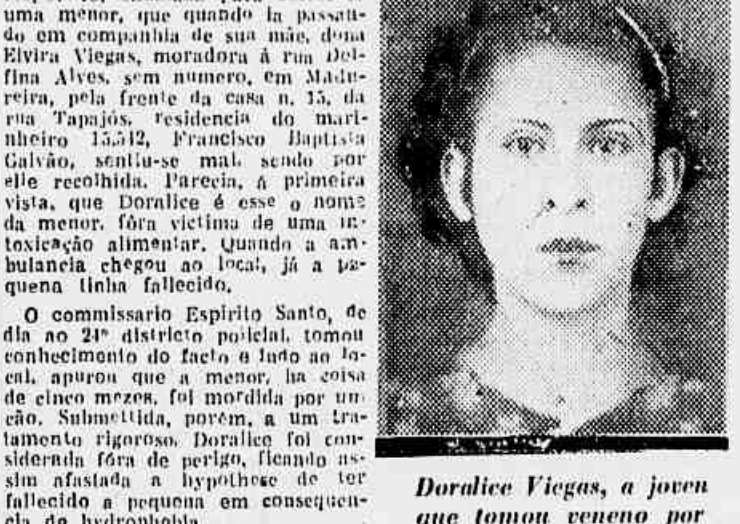 uma menor, que quando ia passan-
do em companhia de sua mãe, dona
Elvira Viegas, moradora á rua Del-
fina Alves, sem numero, em Madu-
reira, pela frente da casa n. 15, da
rua Tapajós, residencia do mari-
nheiro 15.542, Francisco Baptista
Galvão, sentiu-se mal, sendo por
elle recolhida. Parecia, á primeira
vista, que Doralice é esse o nome
da menor, fôra victima de uma in-
toxicação alimentar. Quando a am-
bulancia chegou ao local, já a pe-
quena tinha fallecido.
O commissario Espirito Santo, de
dia ao 24º districto policial, tomou
conhecimento do facto e indo ao lo-
cal, apurou que a menor, ha coisa
de cinco mezes, foi mordida por um
cão. Submettida, porém, a um tra-
tamento rigoroso, Doralice foi con-
siderada fóra de perigo, ficando as-
sim afastada a hypothese de ter
fallecido a pequena em consequen-
cia de hydrophobia
Doralice Viegas, a joven
que tomou veneno por